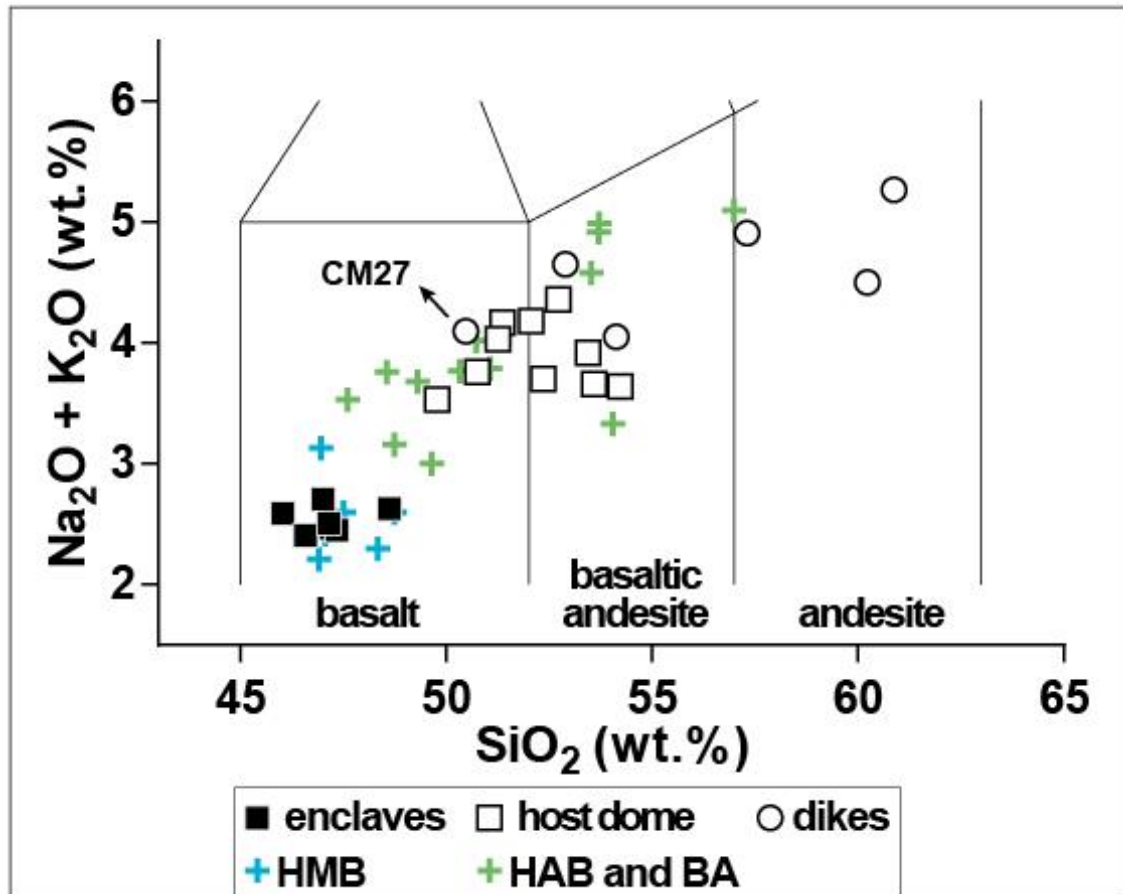 6
5
4
3
2
Na₂O + K₂O (wt.%)
CM27
basalt
basaltic
andesite
andesite
45 50 55 60 65
SiO₂ (wt.%)
enclaves host dome dikes
HMB HAB and BA